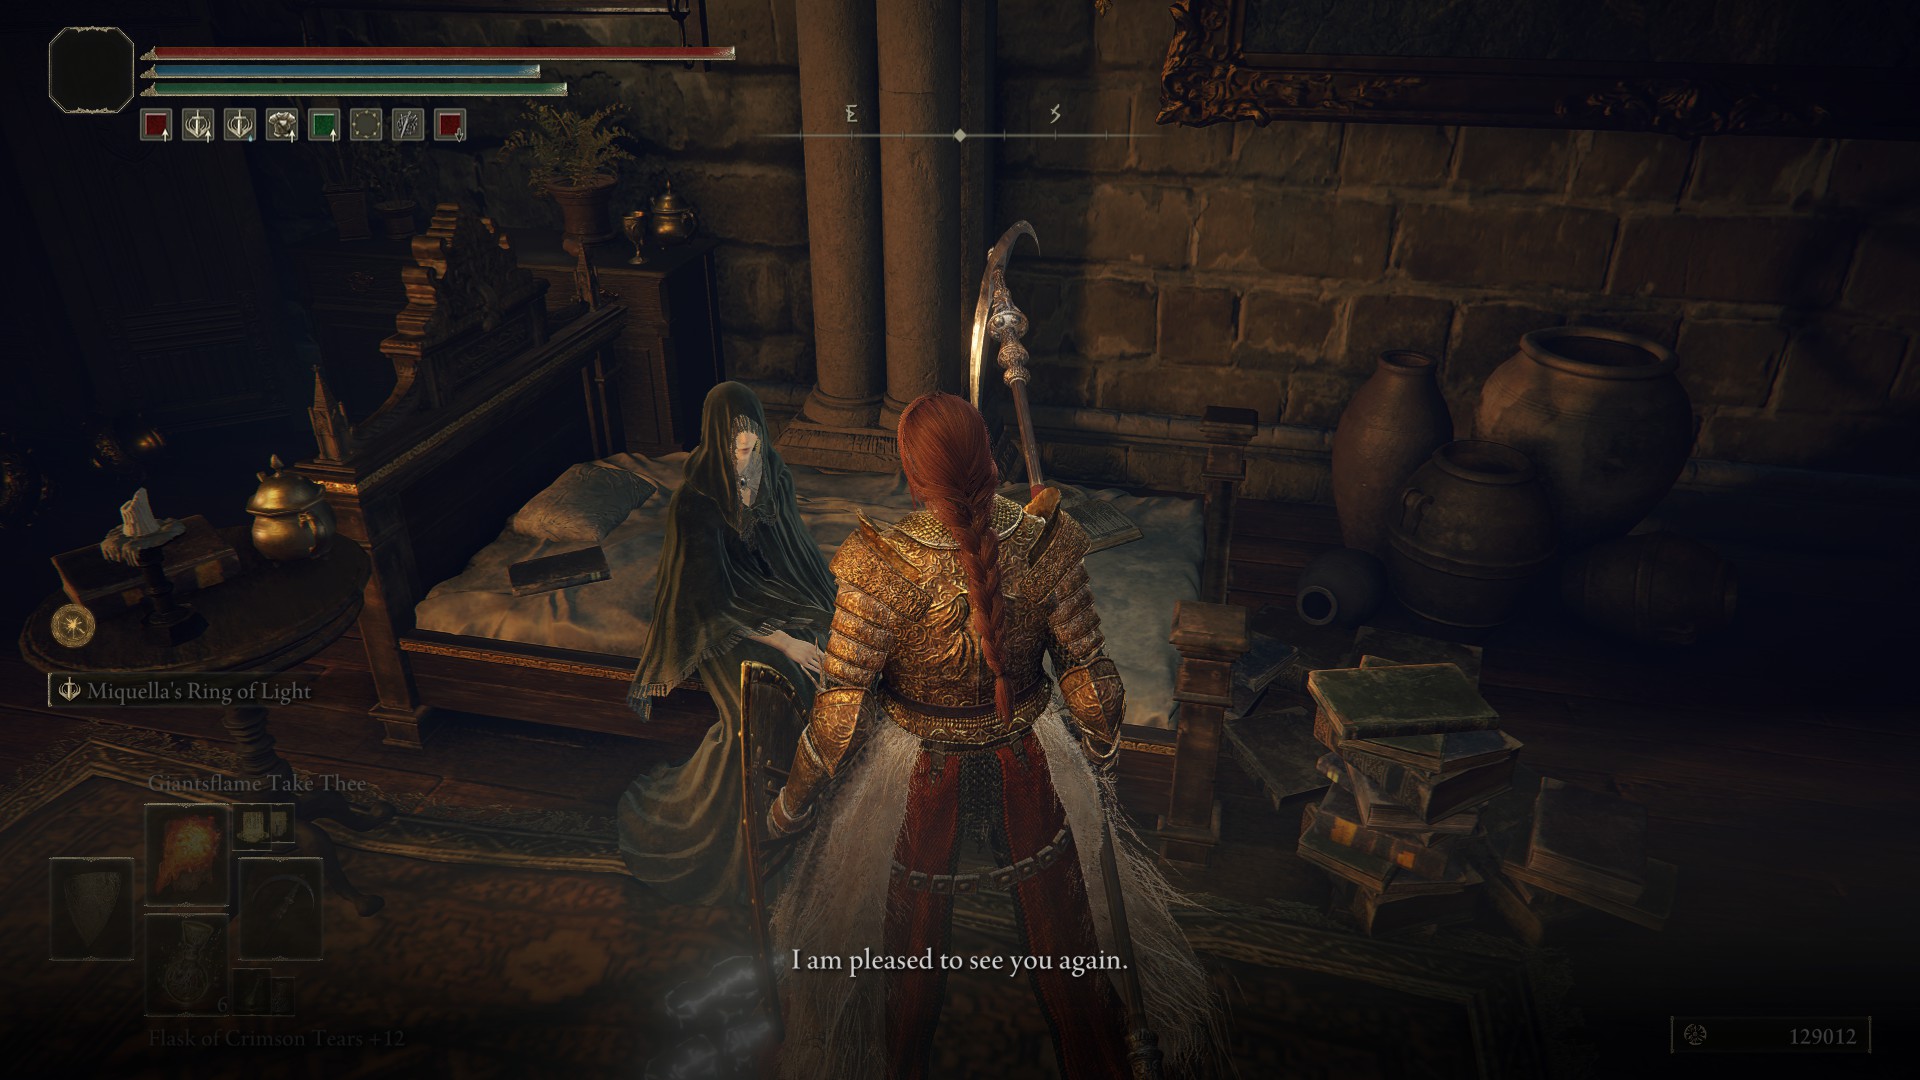 E
S
Miquella's Ring of Light
Giantsflame Take Thee
6
Flask of Crimson Tears +12
I am pleased to see you again.
129012